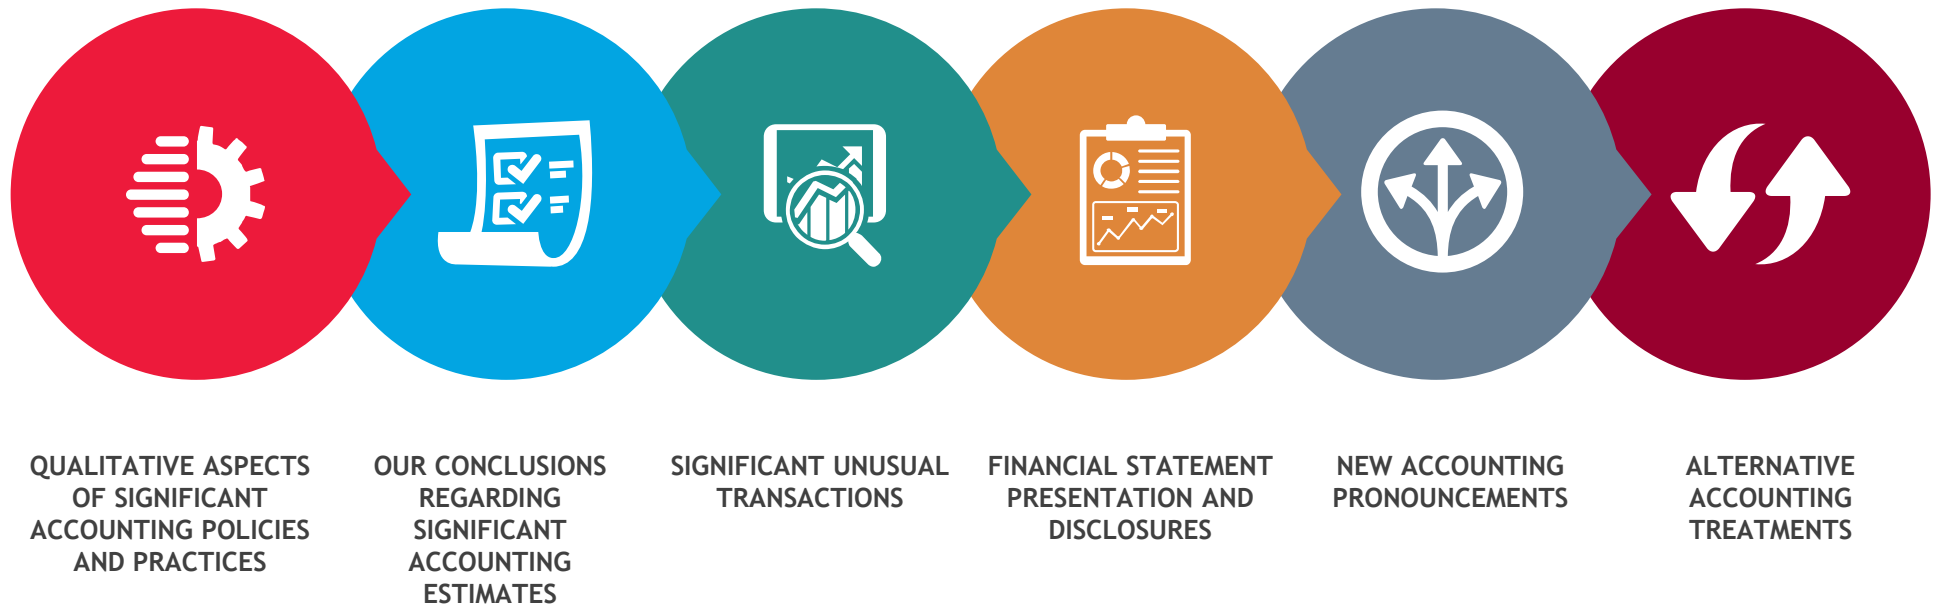 QUALITATIVE ASPECTS
OF SIGNIFICANT
ACCOUNTING POLICIES
AND PRACTICES
OUR CONCLUSIONS
REGARDING
SIGNIFICANT
ACCOUNTING
ESTIMATES
SIGNIFICANT UNUSUAL
TRANSACTIONS
FINANCIAL STATEMENT
PRESENTATION AND
DISCLOSURES
NEW ACCOUNTING
PRONOUNCEMENTS
ALTERNATIVE
ACCOUNTING
TREATMENTS